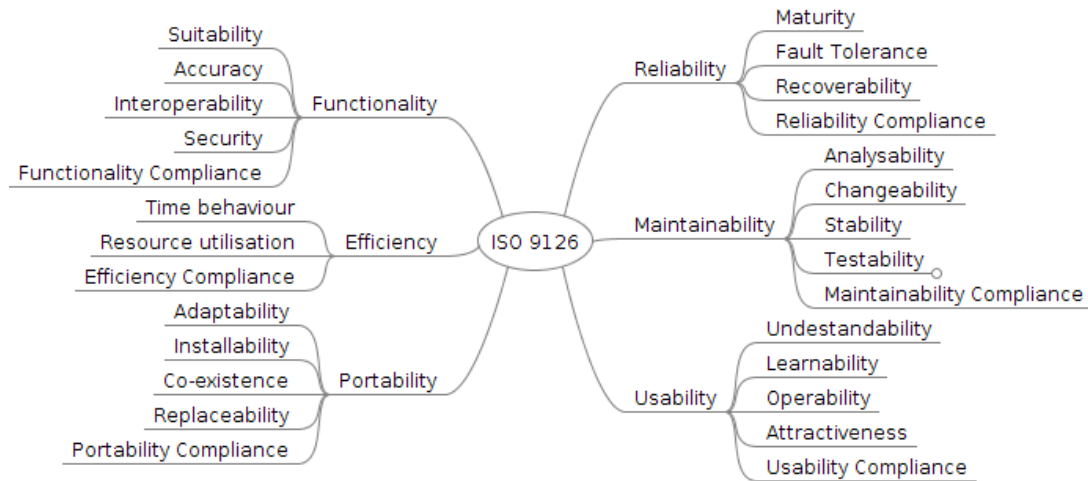 ISO 9126
Functionality
Suitability
Accuracy
Interoperability
Security
Functionality Compliance
Efficiency
Time behaviour
Resource utilisation
Efficiency Compliance
Portability
Adaptability
Installability
Co-existence
Replaceability
Portability Compliance
Reliability
Maturity
Fault Tolerance
Recoverability
Reliability Compliance
Maintainability
Analysability
Changeability
Stability
Testability
Maintainability Compliance
Usability
Undestandability
Learnability
Operability
Attractiveness
Usability Compliance